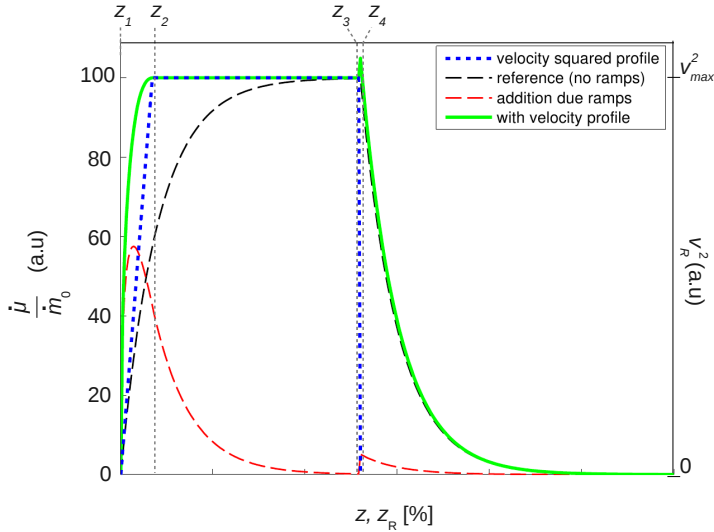 z1 z2 z3 z4
velocity squared profile
reference (no ramps)
addition due ramps
with velocity profile
v²max
100
80
60
40
20
0
μ̇ / ṁ0 (a.u)
vR² (a.u)
0
z, zR [%]